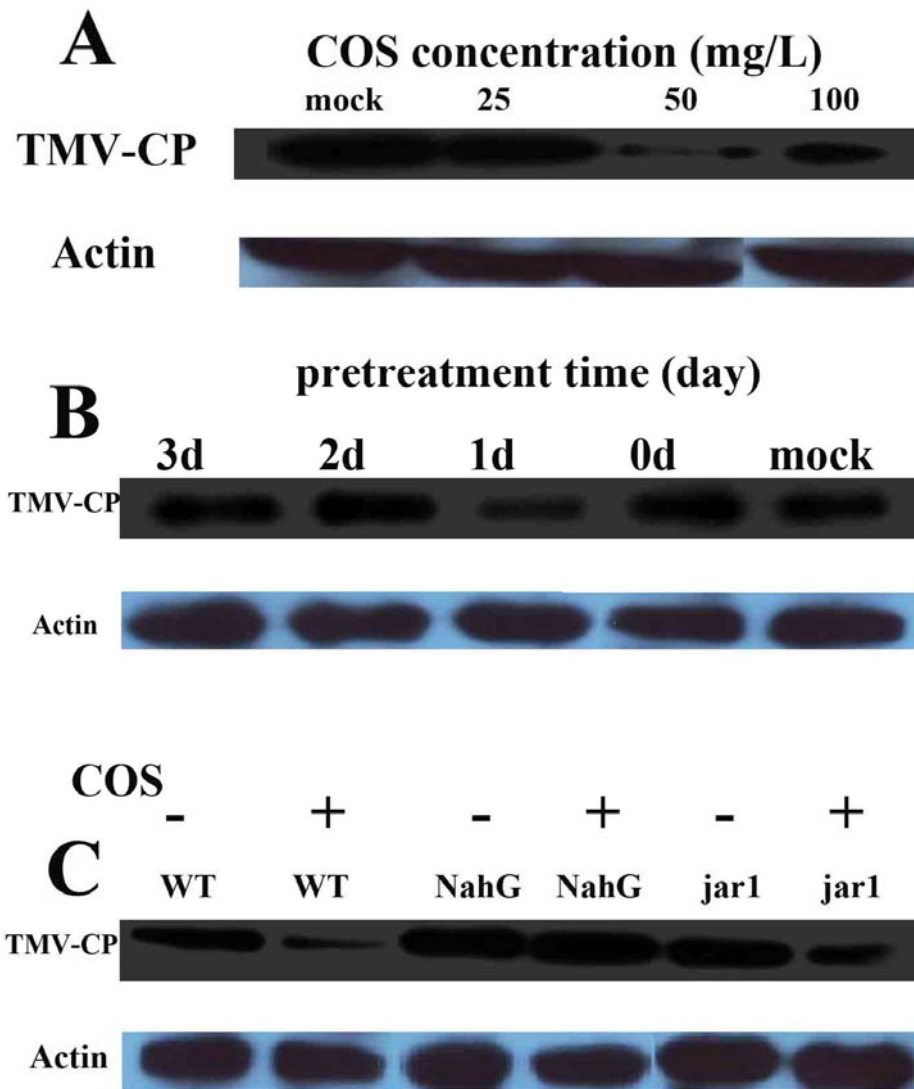 A
COS concentration (mg/L)
mock 25 50 100
TMV-CP
Actin
pretreatment time (day)
B
3d 2d 1d 0d mock
TMV-CP
Actin
COS
- + - + - +
C
WT WT NahG NahG jar1 jar1
TMV-CP
Actin